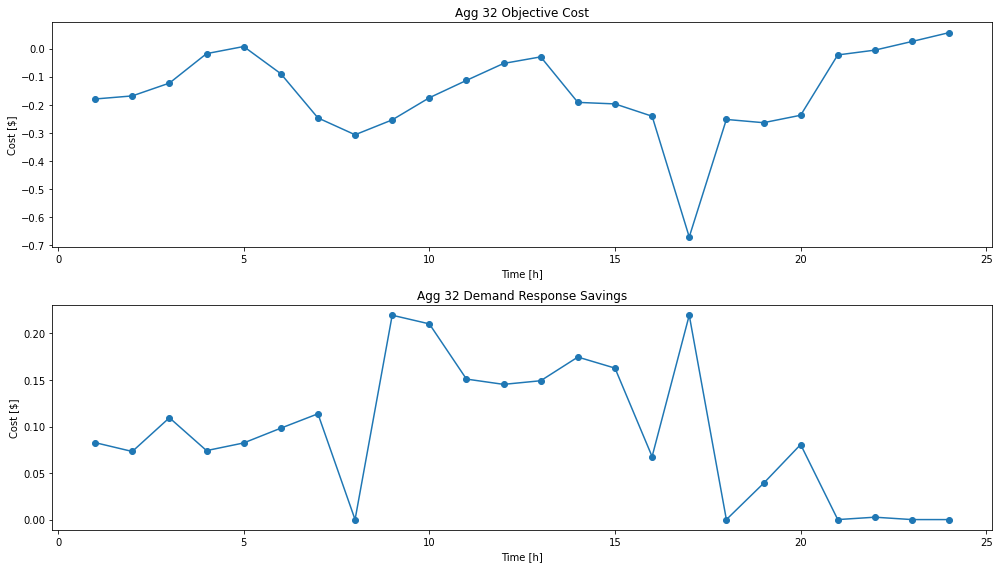 Agg 32 Objective Cost
Cost [$]
0.0
−0.1
−0.2
−0.3
−0.4
−0.5
−0.6
−0.7
0 5 10 15 20 25
Time [h]
Agg 32 Demand Response Savings
Cost [$]
0.20
0.15
0.10
0.05
0.00
0 5 10 15 20 25
Time [h]